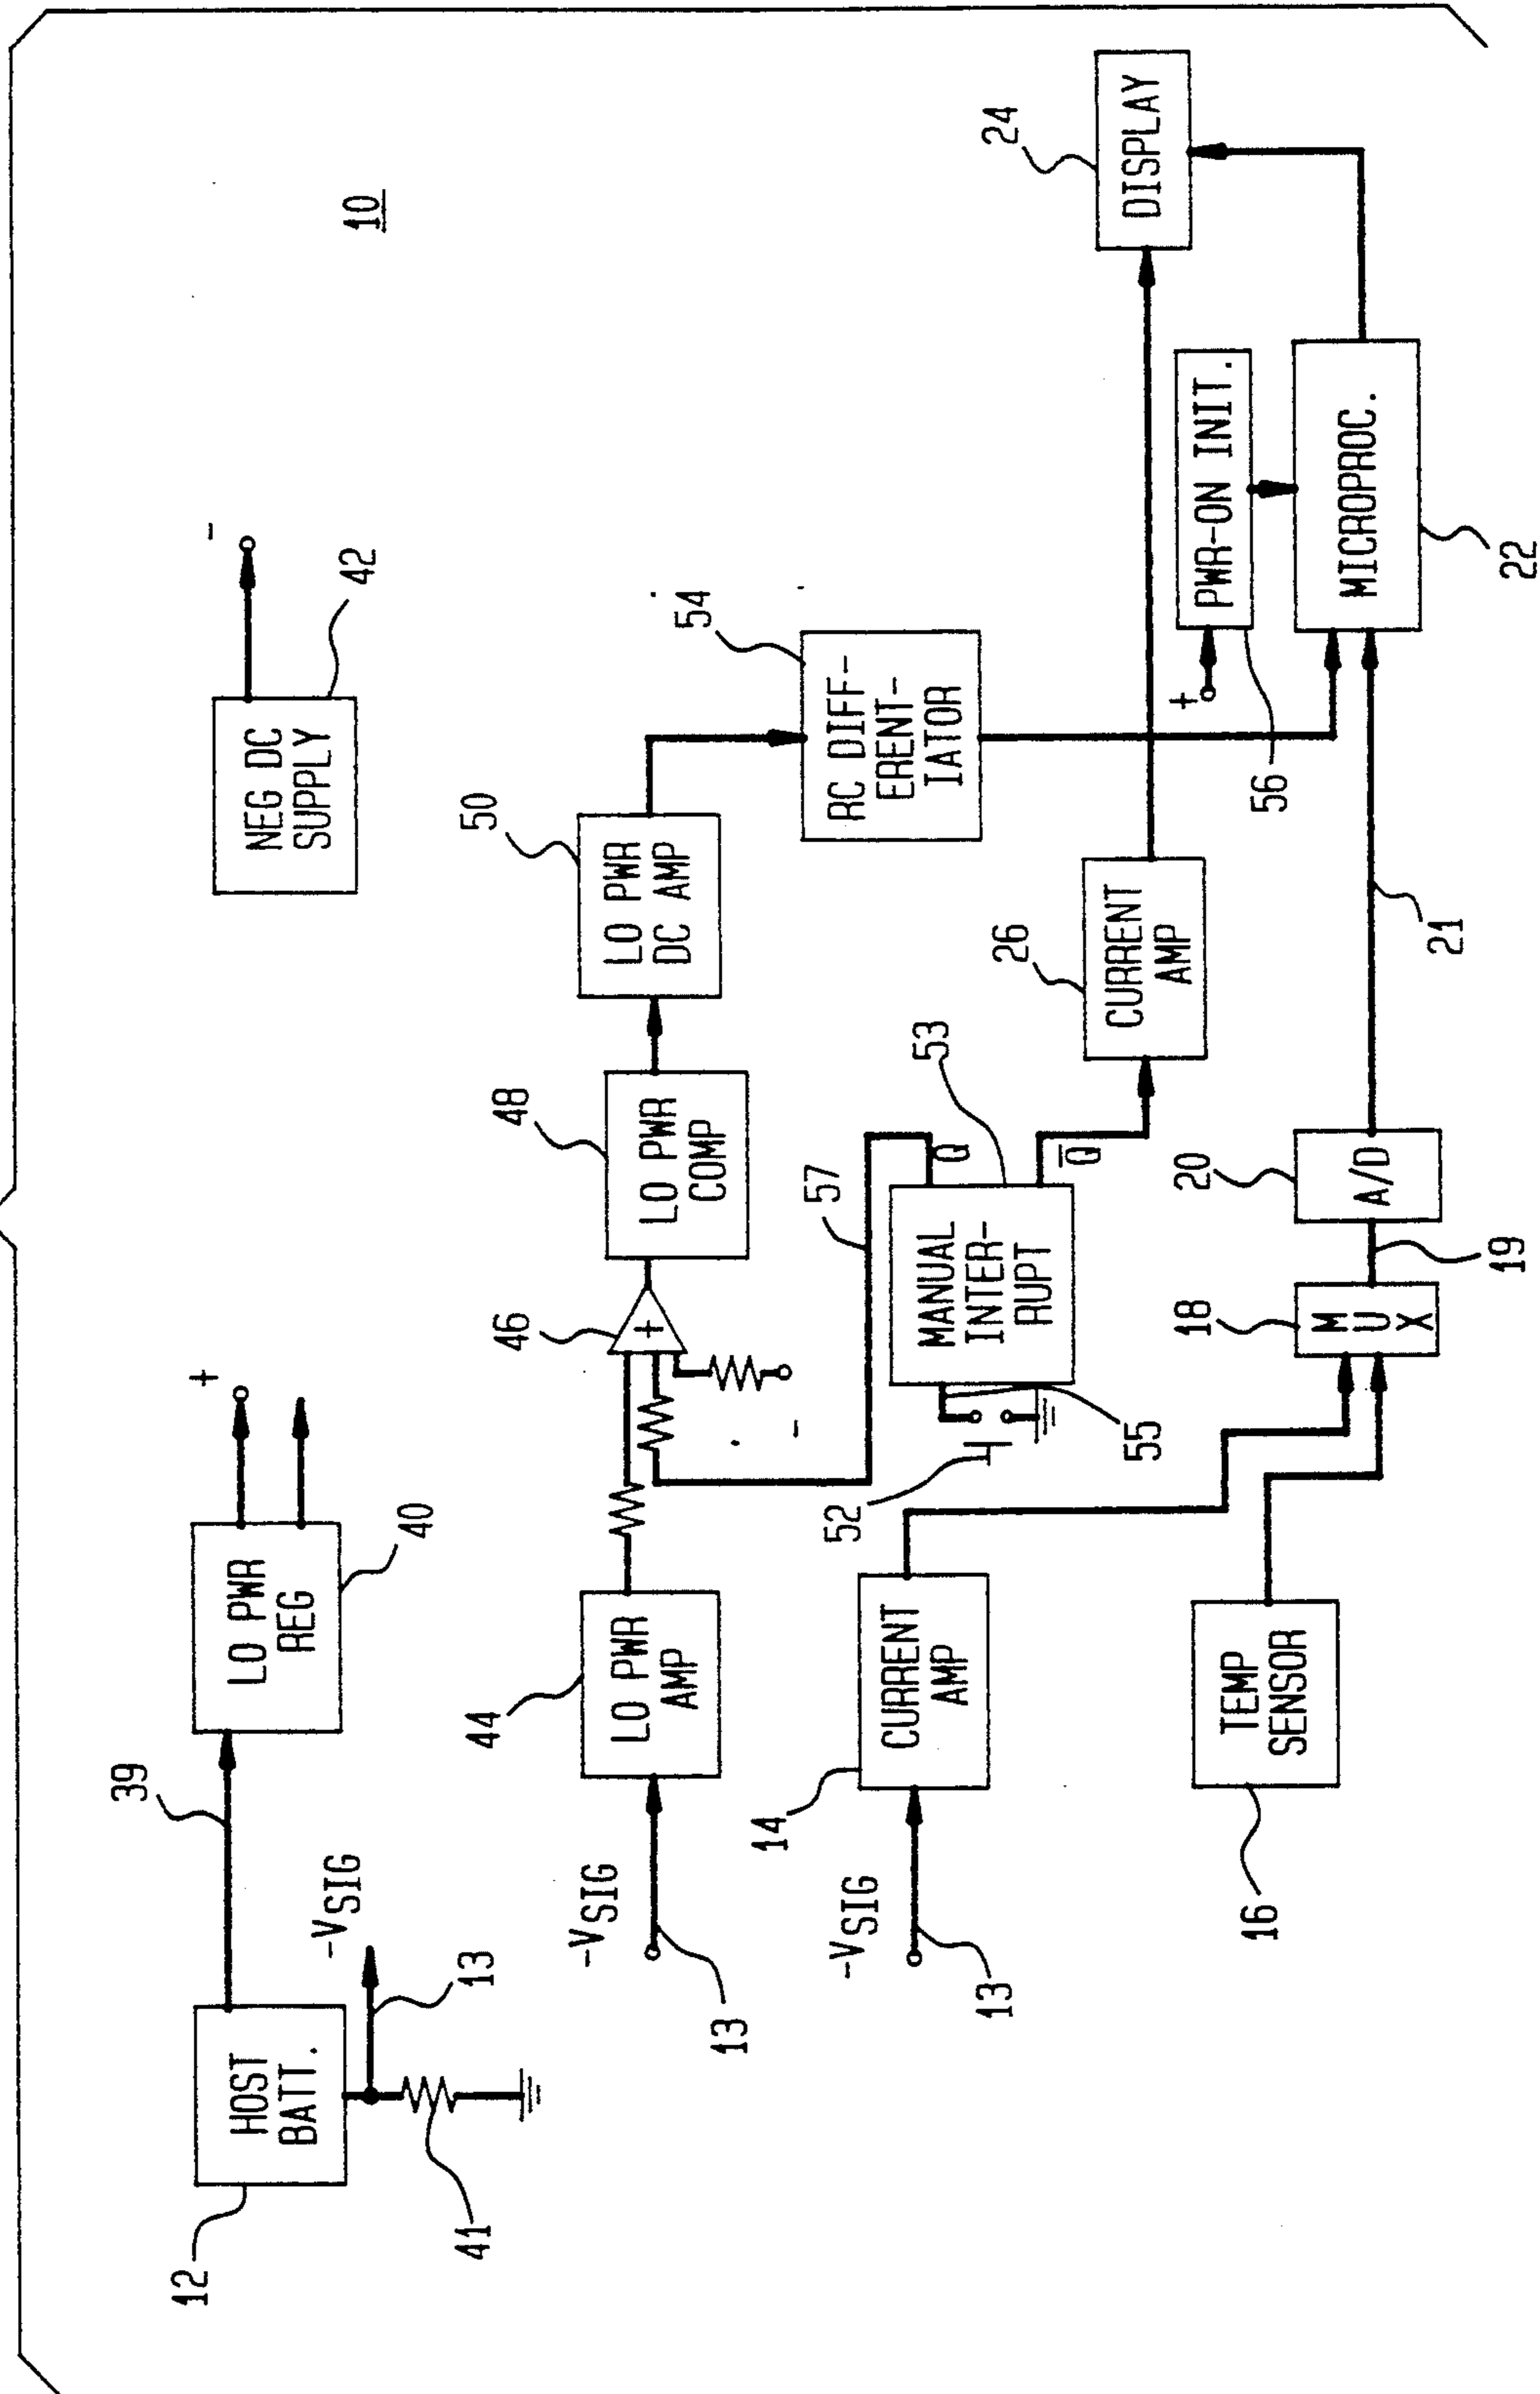 10
HOST
BATT.
12
39
LO PWR
REG
40
+
-VSIG
13
41
NEG DC
SUPPLY
42
-
-VSIG
13
LO PWR
AMP
44
+
46
-
LO PWR
COMP
48
LO PWR
DC AMP
50
RC DIFF-
ERENT-
IATOR
54
-VSIG
13
CURRENT
AMP
14
52
55
MANUAL
INTER-
RUPT
53
57
Q
Q̅
CURRENT
AMP
26
DISPLAY
24
TEMP
SENSOR
16
M
U
X
18
19
A/D
20
21
+
PWR-ON INIT.
56
MICROPROC.
22